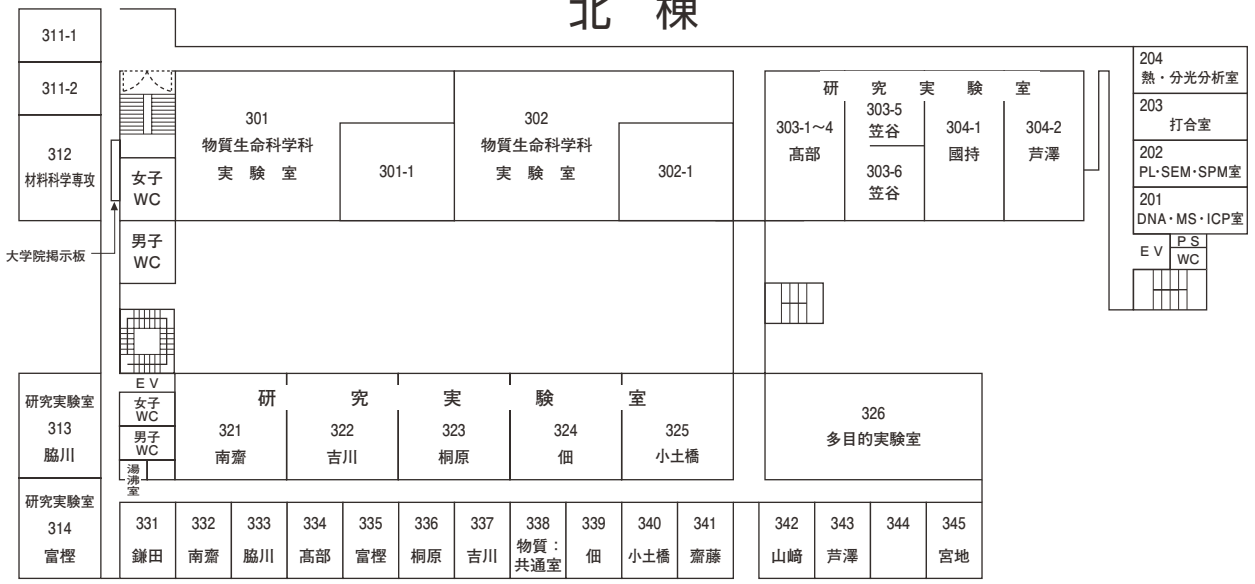 北 棟
311-1
311-2
312
材料科学専攻
大学院掲示板
女子
WC
男子
WC
301
物質生命科学科
実 験 室
301-1
302
物質生命科学科
実 験 室
302-1
研 究 実 験 室
303-1～4
髙部
303-5
笠谷
303-6
笠谷
304-1
國持
304-2
芦澤
204
熱・分光分析室
203
打合室
202
PL・SEM・SPM室
201
DNA・MS・ICP室
EV
PS
WC
研究実験室
313
脇川
研究実験室
314
富樫
EV
女子
WC
男子
WC
湯沸室
研 究 実 験 室
321
南齋
322
吉川
323
桐原
324
佃
325
小土橋
326
多目的実験室
331
鎌田
332
南齋
333
脇川
334
髙部
335
富樫
336
桐原
337
吉川
338
物質：
共通室
339
佃
340
小土橋
341
齋藤
342
山﨑
343
芦澤
344
345
宮地